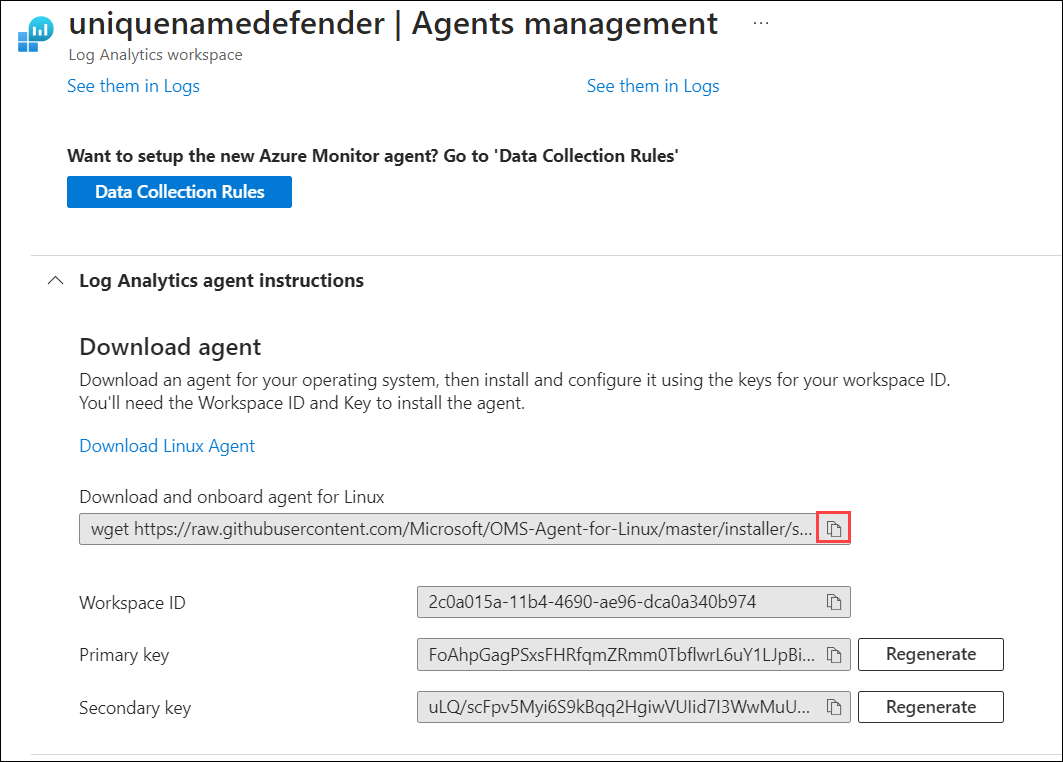 uniquenamedefender | Agents management ...
Log Analytics workspace
See them in Logs See them in Logs
Want to setup the new Azure Monitor agent? Go to 'Data Collection Rules'
Data Collection Rules
Log Analytics agent instructions
Download agent
Download an agent for your operating system, then install and configure it using the keys for your workspace ID.
You'll need the Workspace ID and Key to install the agent.
Download Linux Agent
Download and onboard agent for Linux
wget https://raw.githubusercontent.com/Microsoft/OMS-Agent-for-Linux/master/installer/s...
Workspace ID 2c0a015a-11b4-4690-ae96-dca0a340b974
Primary key FoAhpGagPSxsFHRfqmZRmm0TbflwrL6uY1LJpBi... Regenerate
Secondary key uLQ/scFpv5Myi6S9kBqq2HgiwVUlid7I3WwMuU... Regenerate